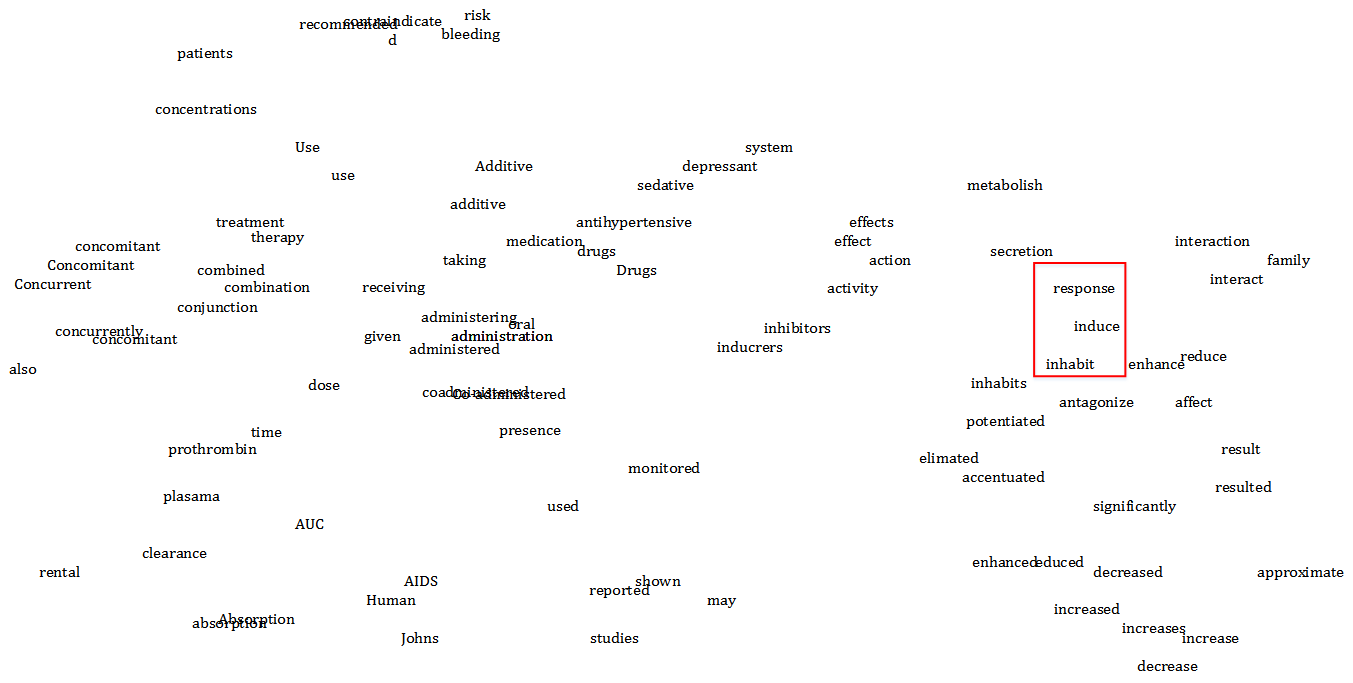 risk
recommended contraindicate
d
bleeding
patients
concentrations
Use
system
Additive
depressant
use
sedative
metabolish
additive
treatment
antihypertensive
effects
therapy
medication
effect
interaction
concomitant
drugs
secretion
taking
action
family
Concomitant
combined
Drugs
interact
Concurrent
combination
receiving
activity
response
conjunction
administering
oral
inhibitors
induce
concurrently
concomitant
given
administration
administered
inducrers
reduce
inhabit
enhance
also
dose
inhabits
coadministered
Co-administered
antagonize
affect
potentiated
time
presence
prothrombin
result
elimated
monitored
accentuated
plasama
resulted
used
significantly
AUC
clearance
enhanced
educed
rental
decreased
approximate
AIDS
shown
reported
Human
may
increased
Absorption
absorption
increases
Johns
studies
increase
decrease